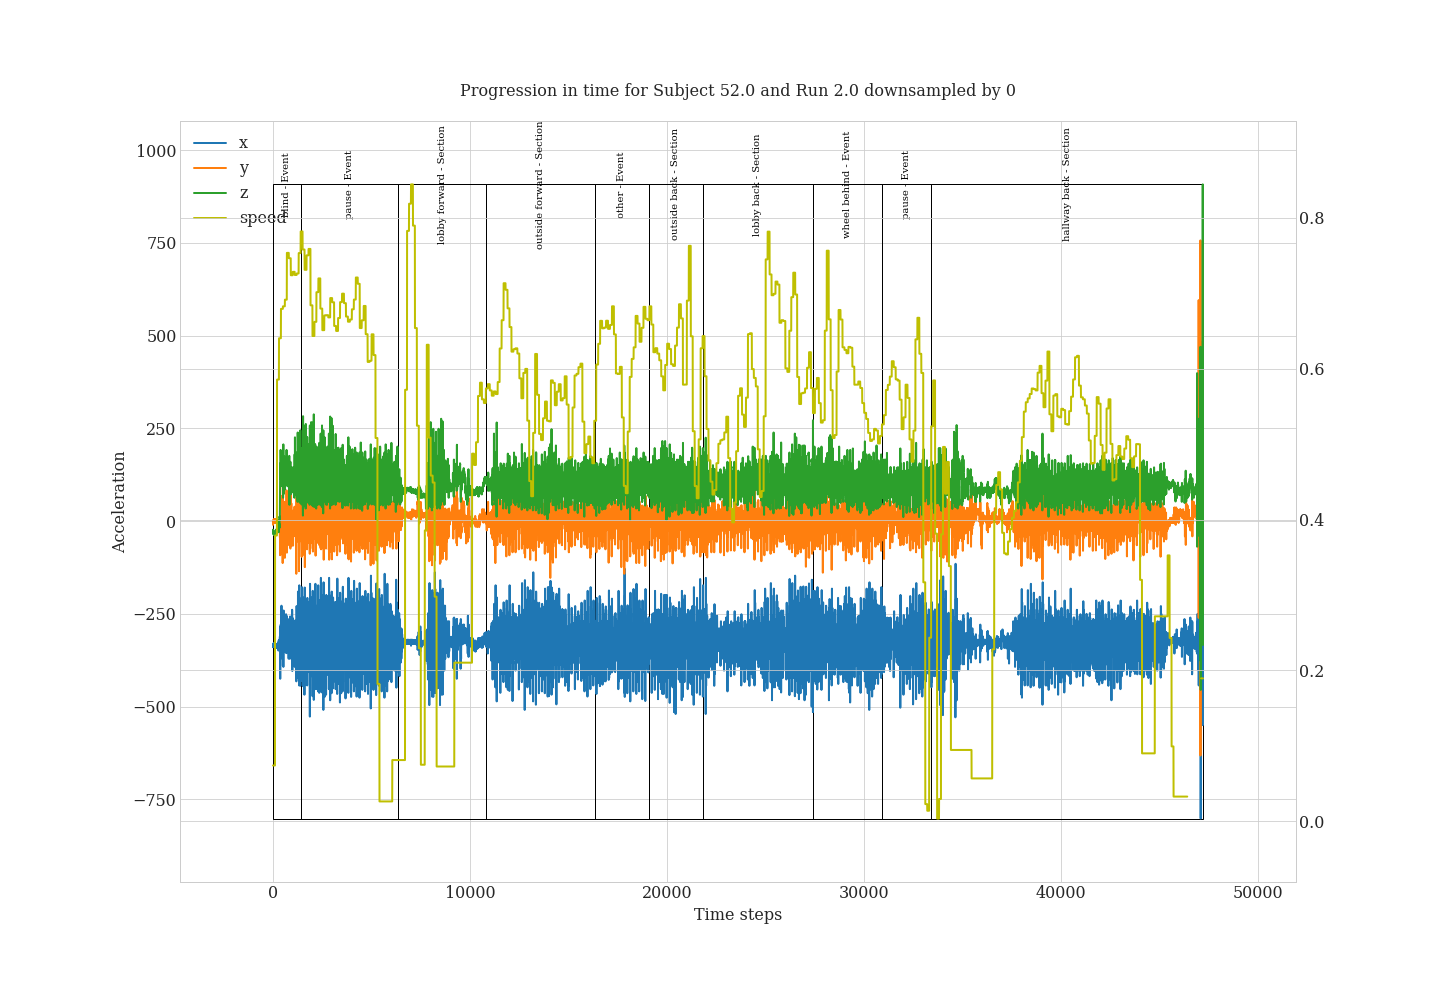 Progression in time for Subject 52.0 and Run 2.0 downsampled by 0
x
y
z
speed
pause - Event
lobby forward - Section
outside forward - Section
other - Event
outside back - Section
lobby back - Section
wheel behind - Event
pause - Event
hallway back - Section
- Event
1000
750
500
250
0
−250
−500
−750
Acceleration
0.8
0.6
0.4
0.2
0.0
0
10000
20000
30000
40000
50000
Time steps